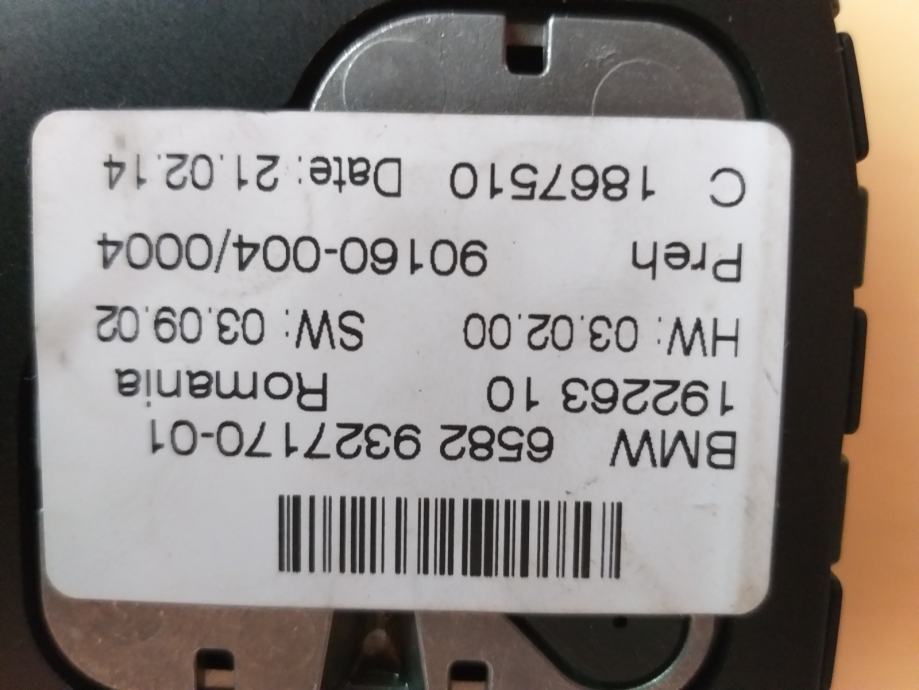 BMW 6582 9327170-01
192263 10 Romania
HW: 03.02.00 SW: 03.09.02
Preh 90160-004/0004
C 1867510 Date: 21.02.14